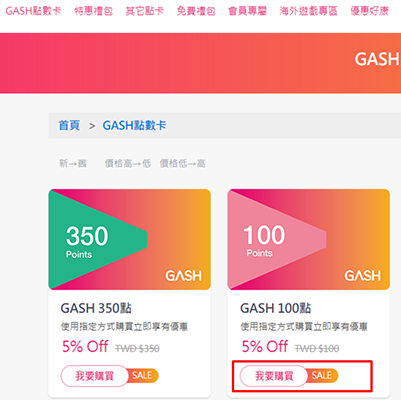 GASH點數卡 特惠禮包 其它點卡 免費禮包 會員專屬 海外遊戲專區 優惠好康
GASH
首頁 > GASH點數卡
新→舊 價格高→低 價格低→高
350
Points
GASH
100
Points
GASH
GASH 350點
使用指定方式購買立即享有優惠
5% Off TWD $350
我要購買 SALE
GASH 100點
使用指定方式購買立即享有優惠
5% Off TWD $100
我要購買 SALE